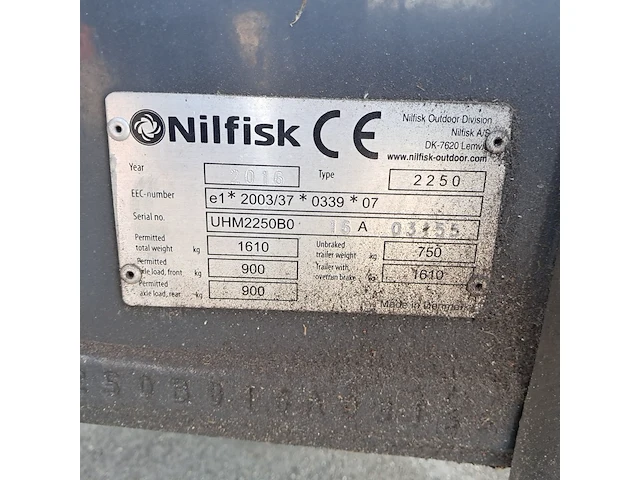 Nilfisk CE
Nilfisk Outdoor Division
Nilfisk A/S
DK-7620 Lemvig
www.nilfisk-outdoor.com
Year 2016 Type 2250
EEC-number e1*2003/37*0339*07
Serial no. UHM2250B0 16 A 03155
Permitted total weight kg 1610 Unbraked trailer weight kg 750
Permitted axle load, front kg 900 Trailer with overrun brake kg 1610
Permitted axle load, rear kg 900
Made in Denmark